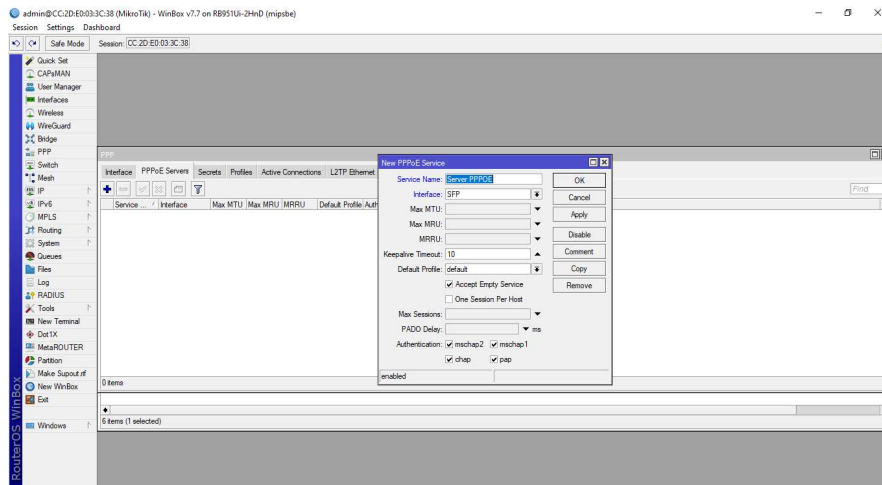 admin@CC:2D:E0:03:3C:38 (MikroTik) - WinBox v7.7 on RB951Ui-2HnD (mipsbe)
Session Settings Dashboard
Safe Mode Session: CC:2D:E0:03:3C:38
Quick Set
CAPsMAN
User Manager
Interfaces
Wireless
WireGuard
Bridge
PPP
Switch
Mesh
IP
IPv6
MPLS
Routing
System
Queues
Files
Log
RADIUS
Tools
New Terminal
Dot1X
MetaROUTER
Partition
Make Supout.rif
New WinBox
Exit
Windows
RouterOS WinBox
PPP
Interface PPPoE Servers Secrets Profiles Active Connections L2TP Ethernet
Find
Service ... Interface Max MTU Max MRU MRRU Default Profile Auth
0 items
6 items (1 selected)
New PPPoE Service
Service Name: Server PPPOE
Interface: SFP
Max MTU:
Max MRU:
MRRU:
Keepalive Timeout: 10
Default Profile: default
Accept Empty Service
One Session Per Host
Max Sessions:
PADO Delay: ms
Authentication: mschap2 mschap1
chap pap
enabled
OK
Cancel
Apply
Disable
Comment
Copy
Remove